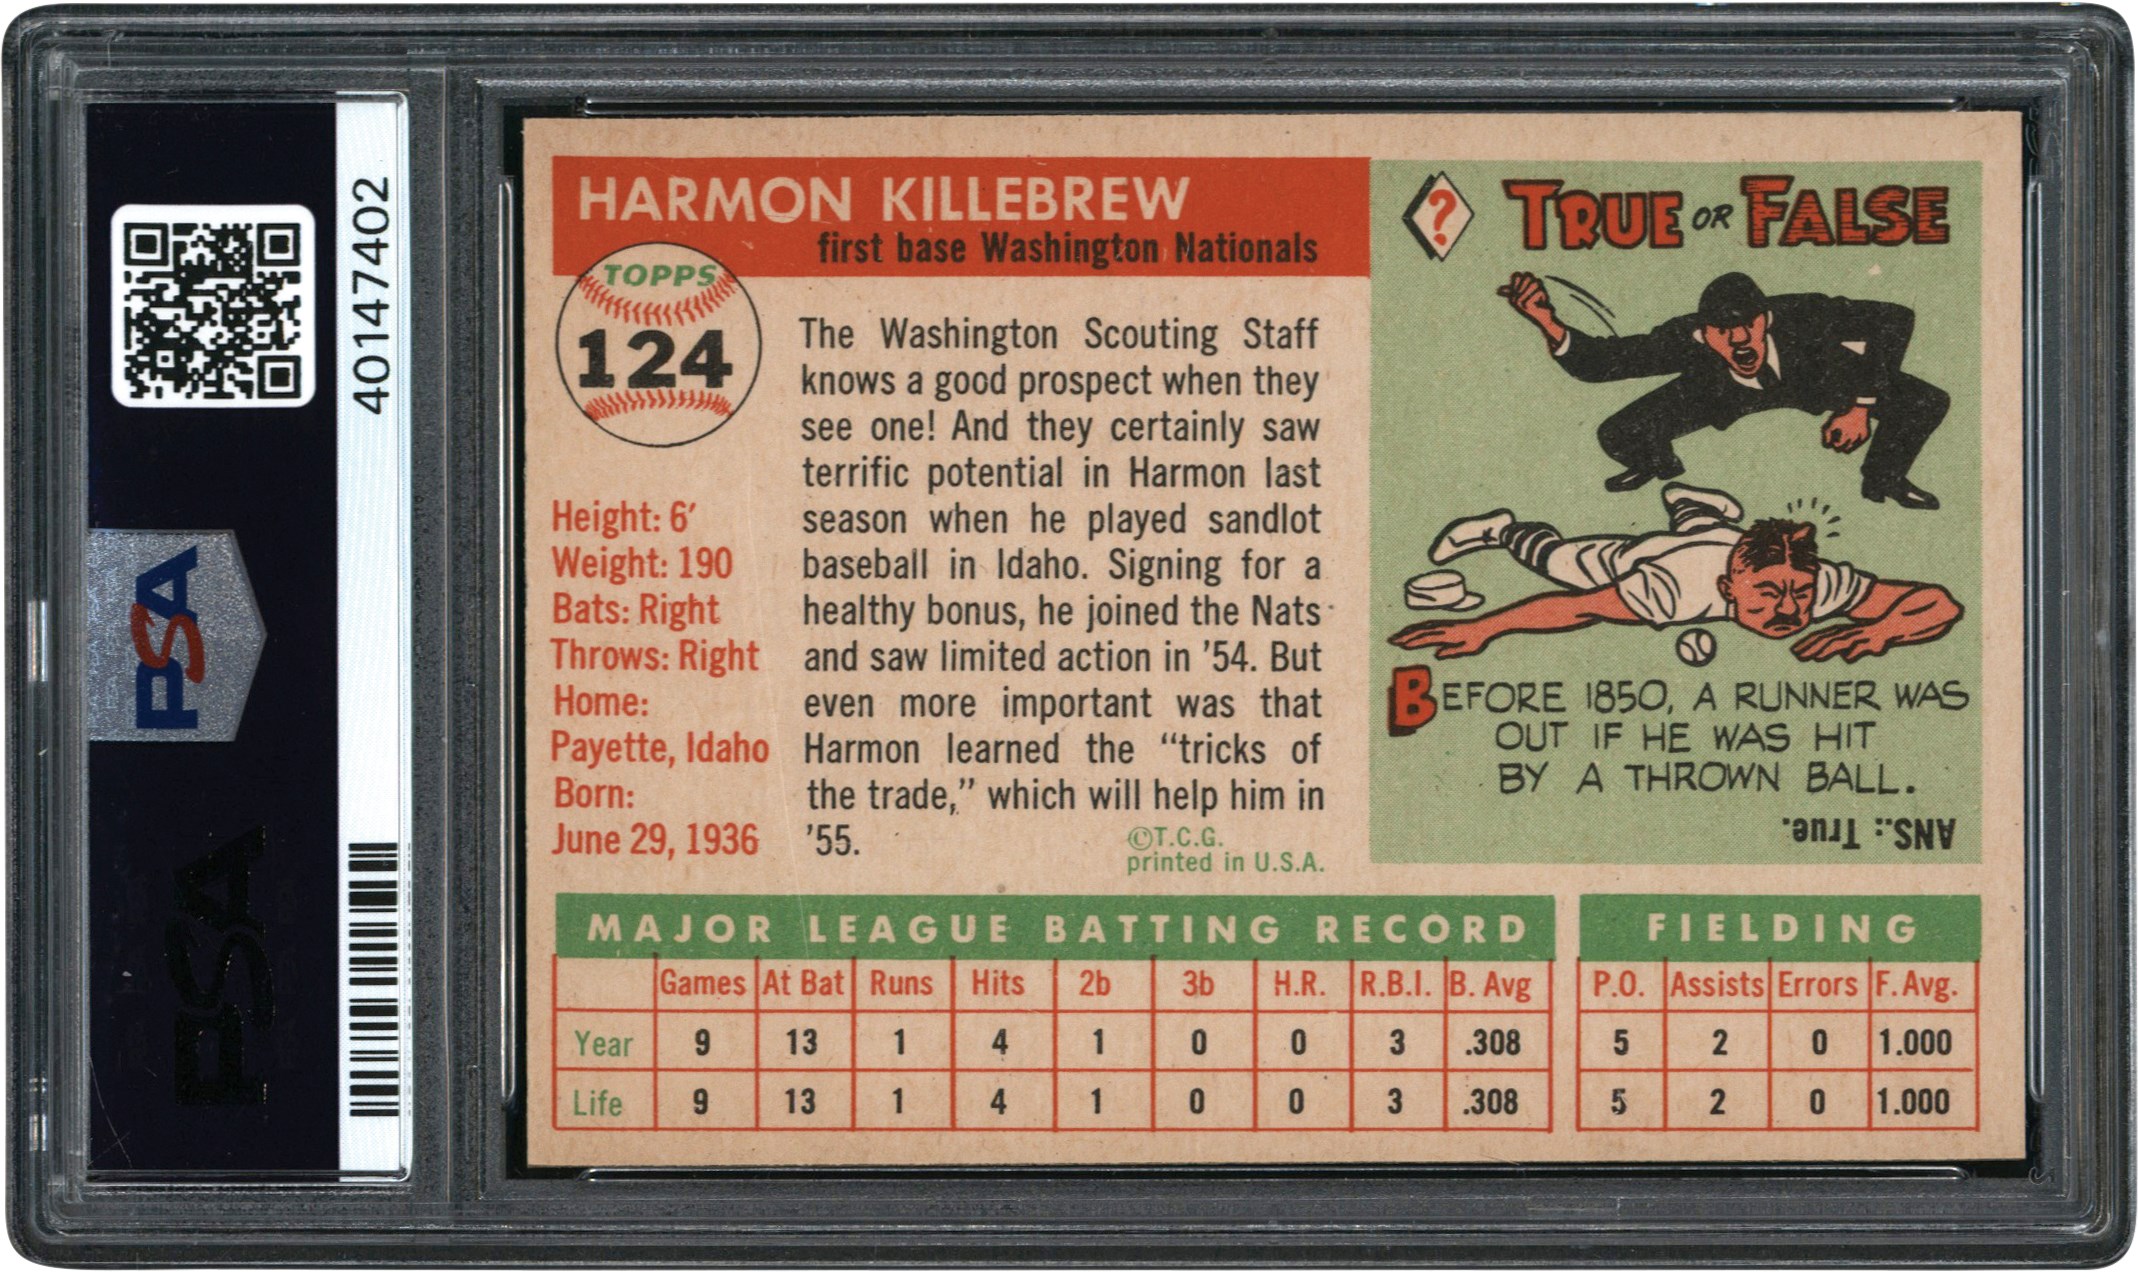 40147402
PSA
PSA
HARMON KILLEBREW
first base Washington Nationals
TOPPS
124
Height: 6′
Weight: 190
Bats: Right
Throws: Right
Home:
Payette, Idaho
Born:
June 29, 1936
The Washington Scouting Staff
knows a good prospect when they
see one! And they certainly saw
terrific potential in Harmon last
season when he played sandlot
baseball in Idaho. Signing for a
healthy bonus, he joined the Nats
and saw limited action in '54. But
even more important was that
Harmon learned the "tricks of
the trade," which will help him in
'55.
©T.C.G.
printed in U.S.A.
?
TRUE OR FALSE
BEFORE 1850, A RUNNER WAS
OUT IF HE WAS HIT
BY A THROWN BALL.
ANS.: True.
MAJOR LEAGUE BATTING RECORD
Games At Bat Runs Hits 2b 3b H.R. R.B.I. B. Avg
Year 9 13 1 4 1 0 0 3 .308
Life 9 13 1 4 1 0 0 3 .308
FIELDING
P.O. Assists Errors F. Avg.
5 2 0 1.000
5 2 0 1.000